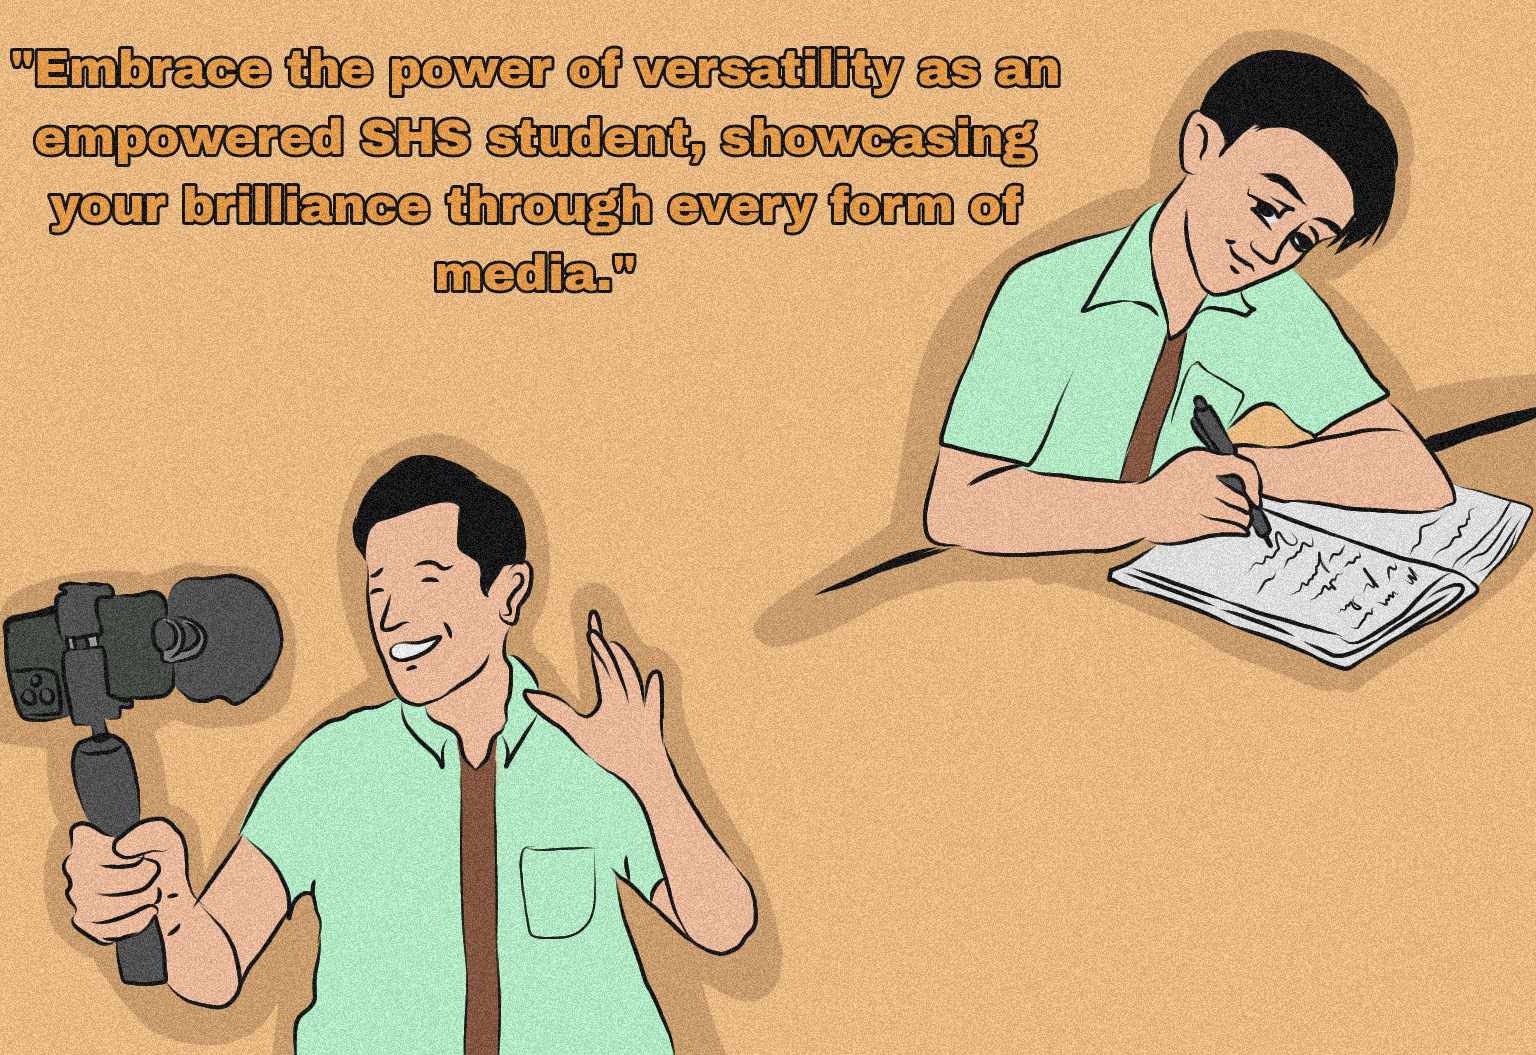 "Embrace the power of versatility as an
empowered SHS student, showcasing
your brilliance through every form of
media."